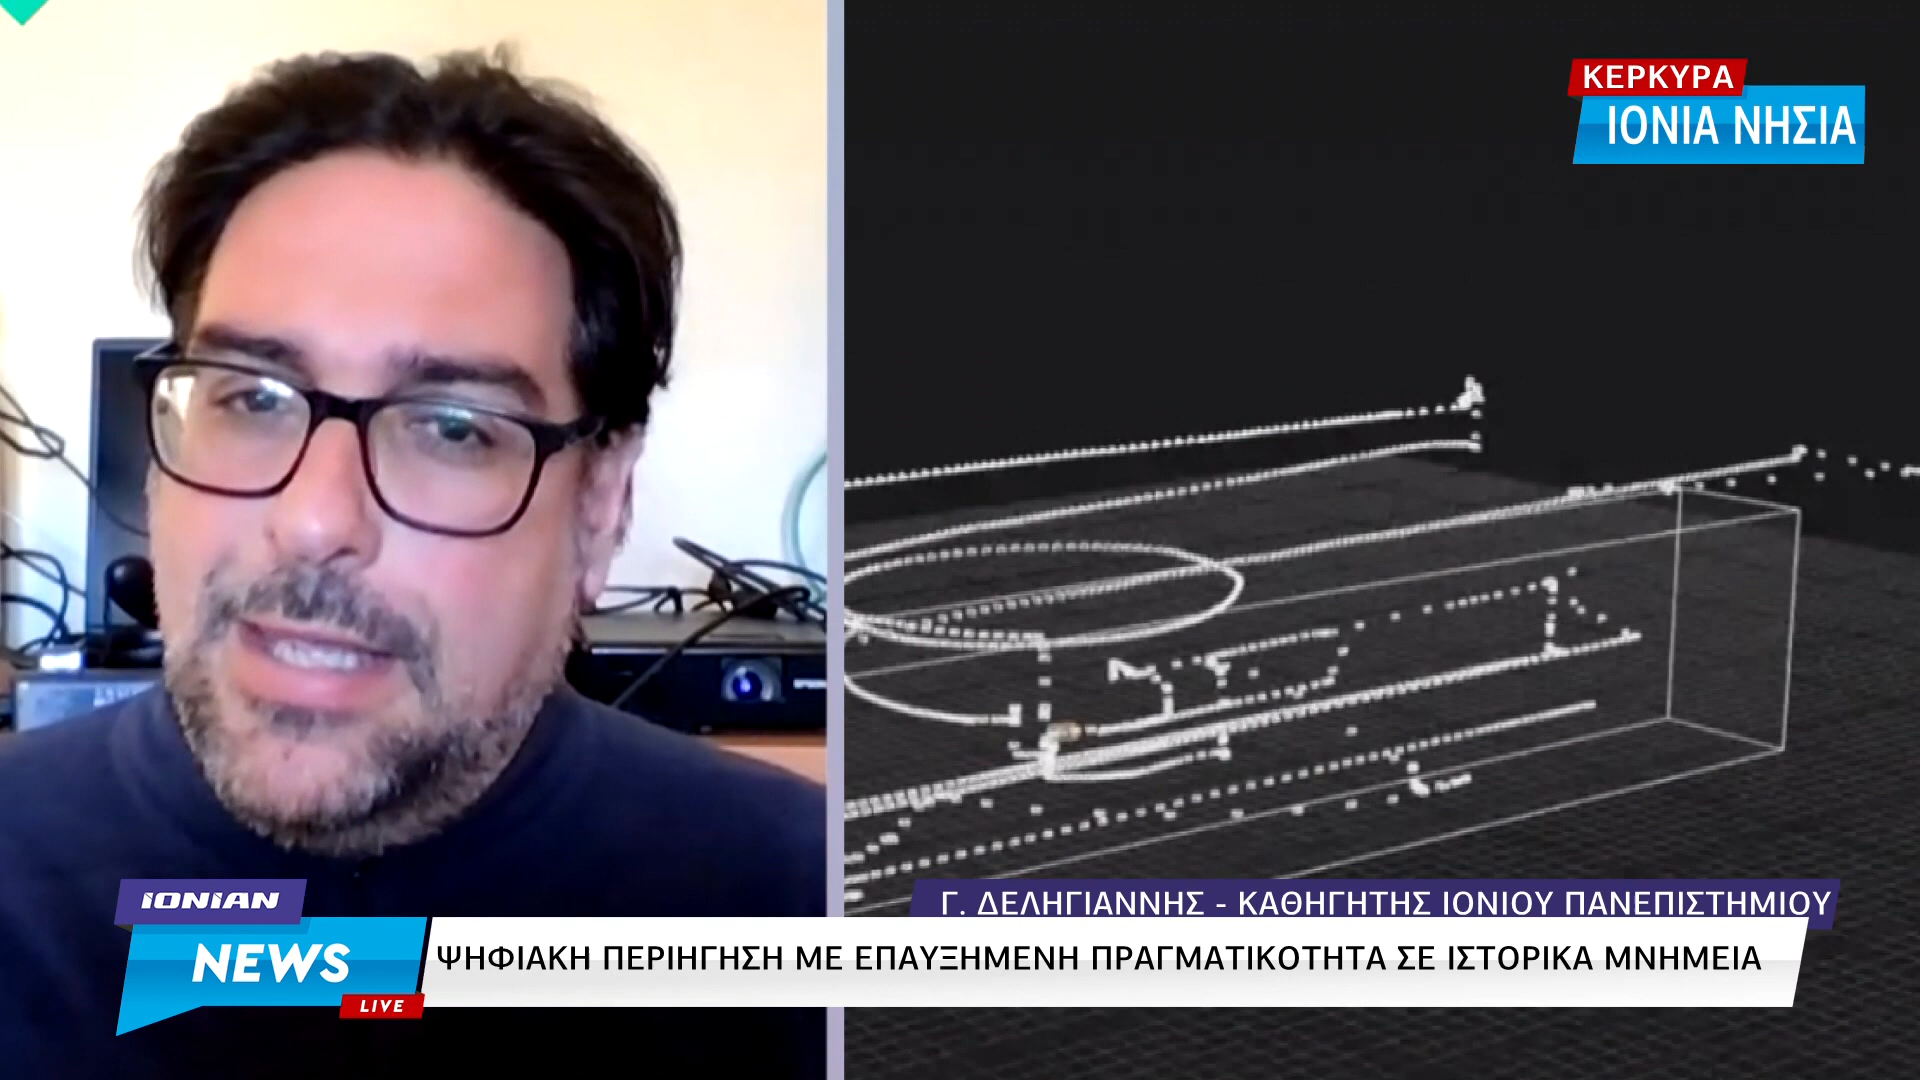 ΚΕΡΚΥΡΑ
ΙΟΝΙΑ ΝΗΣΙΑ
Γ. ΔΕΛΗΓΙΑΝΝΗΣ - ΚΑΘΗΓΗΤΗΣ ΙΟΝΙΟΥ ΠΑΝΕΠΙΣΤΗΜΙΟΥ
IONIAN
NEWS
LIVE
ΨΗΦΙΑΚΗ ΠΕΡΙΗΓΗΣΗ ΜΕ ΕΠΑΥΞΗΜΕΝΗ ΠΡΑΓΜΑΤΙΚΟΤΗΤΑ ΣΕ ΙΣΤΟΡΙΚΑ ΜΝΗΜΕΙΑ